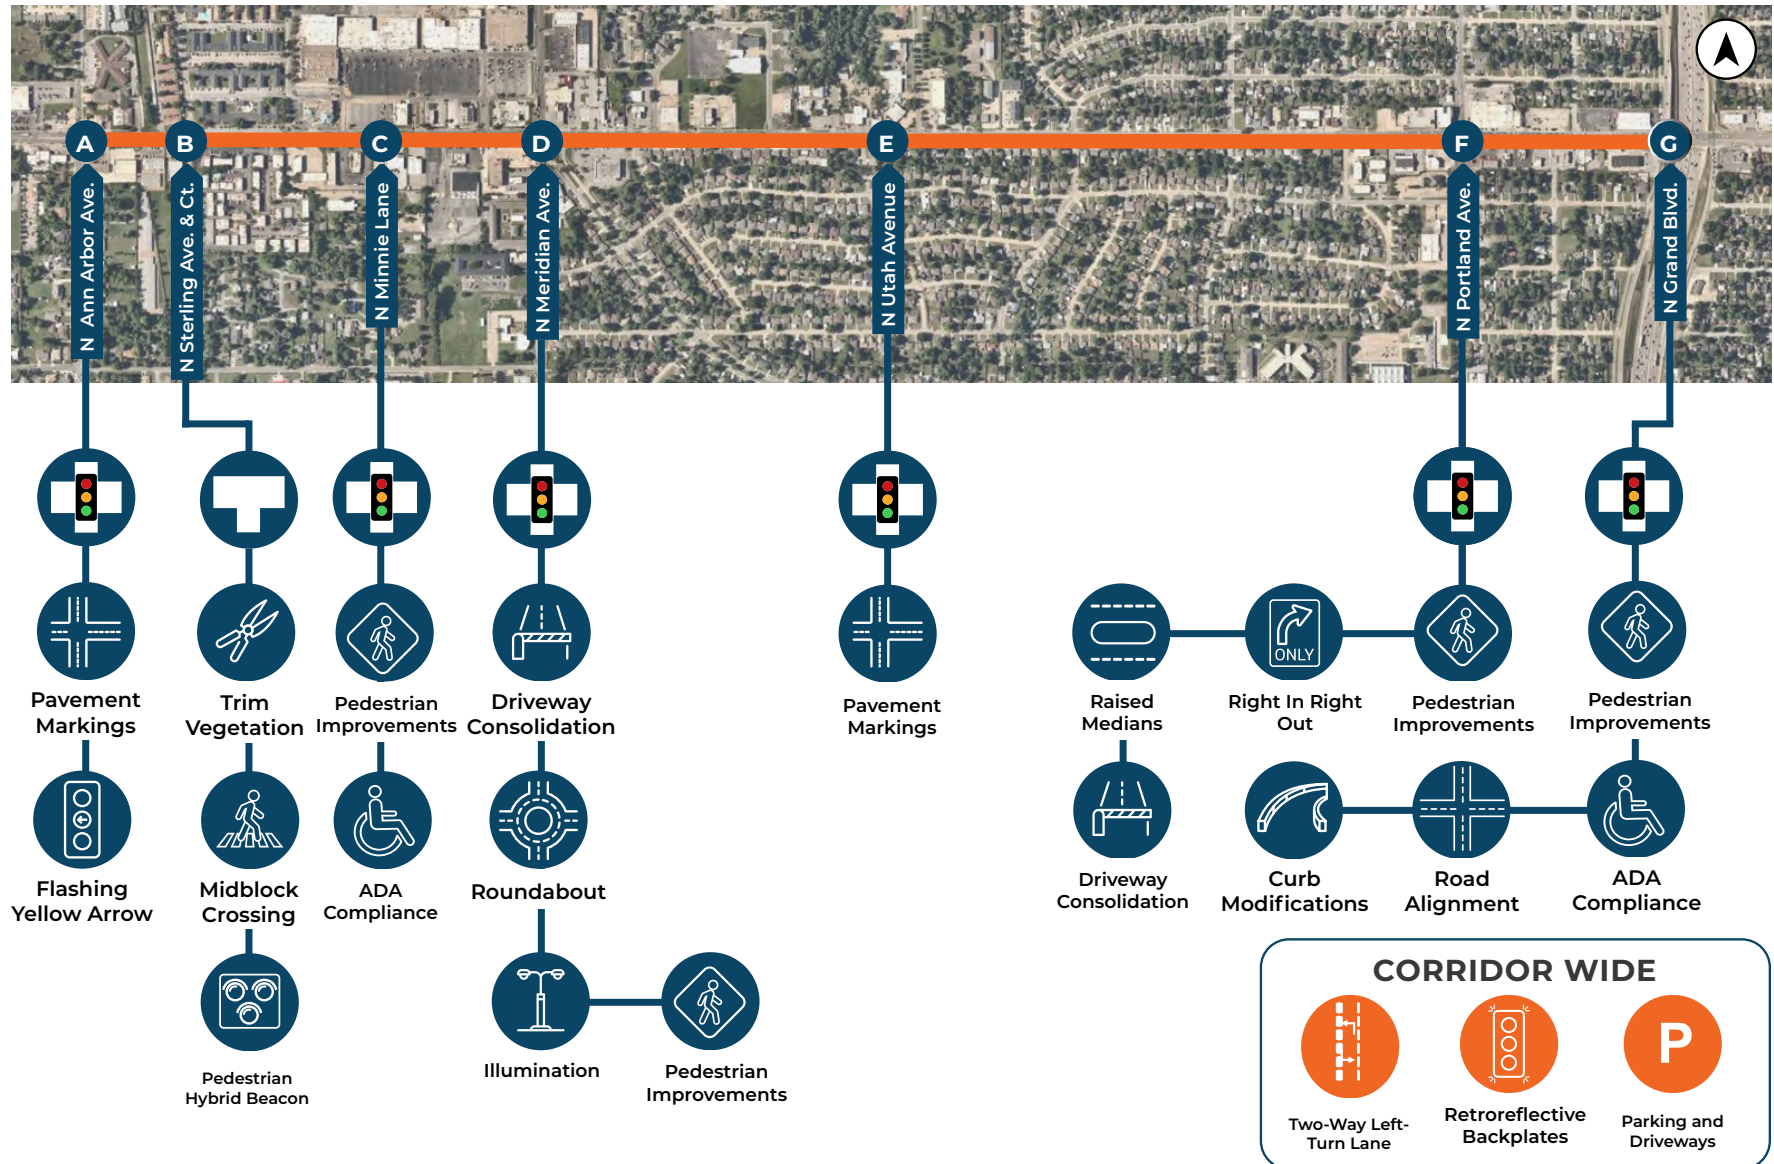 A
B
C
D
E
F
G
N Ann Arbor Ave.
N Sterling Ave. & Ct.
N Minnie Lane
N Meridian Ave.
N Utah Avenue
N Portland Ave.
N Grand Blvd.
Pavement
Markings
Trim
Vegetation
Pedestrian
Improvements
Driveway
Consolidation
Pavement
Markings
Raised
Medians
ONLY
Right In Right
Out
Pedestrian
Improvements
Pedestrian
Improvements
Flashing
Yellow Arrow
Midblock
Crossing
ADA
Compliance
Roundabout
Driveway
Consolidation
Curb
Modifications
Road
Alignment
ADA
Compliance
Pedestrian
Hybrid Beacon
Illumination
Pedestrian
Improvements
CORRIDOR WIDE
Two-Way Left-
Turn Lane
Retroreflective
Backplates
P
Parking and
Driveways